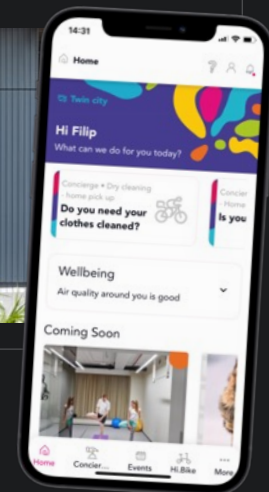 14:31
Home
Twin city
Hi Filip
What can we do for you today?
Concierge • Dry cleaning
- home pick up
Do you need your
clothes cleaned?
Concier
- Home
Is you
Wellbeing
Air quality around you is good
Coming Soon
Home
Concier...
Events
Hi.Bike
More